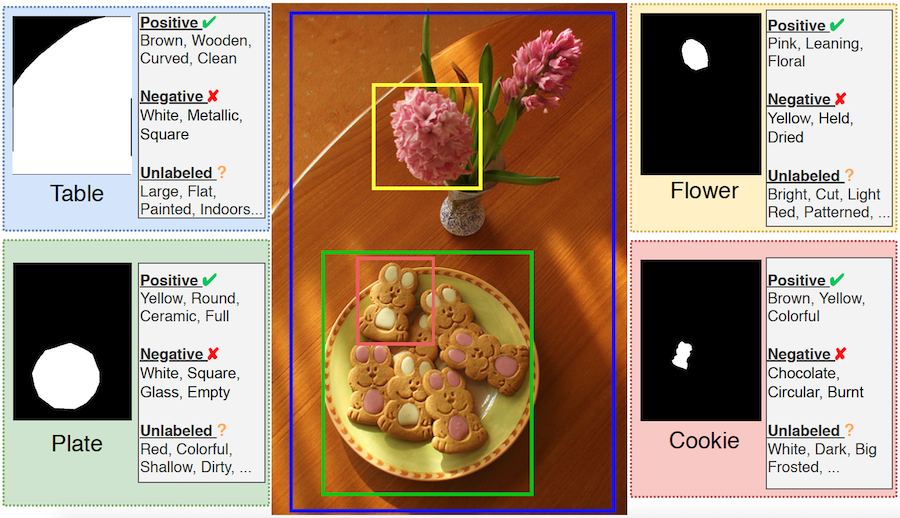 Positive ✔
Brown, Wooden,
Curved, Clean
Negative ✘
White, Metallic,
Square
Unlabeled ?
Large, Flat,
Painted, Indoors...
Table
Positive ✔
Yellow, Round,
Ceramic, Full
Negative ✘
White, Square,
Glass, Empty
Unlabeled ?
Red, Colorful,
Shallow, Dirty, ...
Plate
Positive ✔
Pink, Leaning,
Floral
Negative ✘
Yellow, Held,
Dried
Unlabeled ?
Bright, Cut, Light
Red, Patterned, ...
Flower
Positive ✔
Brown, Yellow,
Colorful
Negative ✘
Chocolate,
Circular, Burnt
Unlabeled ?
White, Dark, Big
Frosted, ...
Cookie